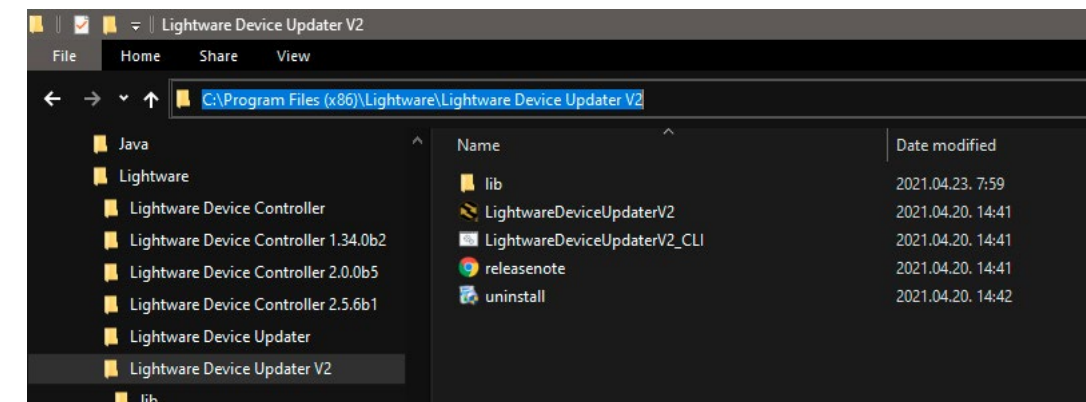 Lightware Device Updater V2
File Home Share View
C:\Program Files (x86)\Lightware\Lightware Device Updater V2
Java
Lightware
Lightware Device Controller
Lightware Device Controller 1.34.0b2
Lightware Device Controller 2.0.0b5
Lightware Device Controller 2.5.6b1
Lightware Device Updater
Lightware Device Updater V2
lib
Name Date modified
lib 2021.04.23. 7:59
LightwareDeviceUpdaterV2 2021.04.20. 14:41
LightwareDeviceUpdaterV2_CLI 2021.04.20. 14:41
releasenote 2021.04.20. 14:41
uninstall 2021.04.20. 14:42